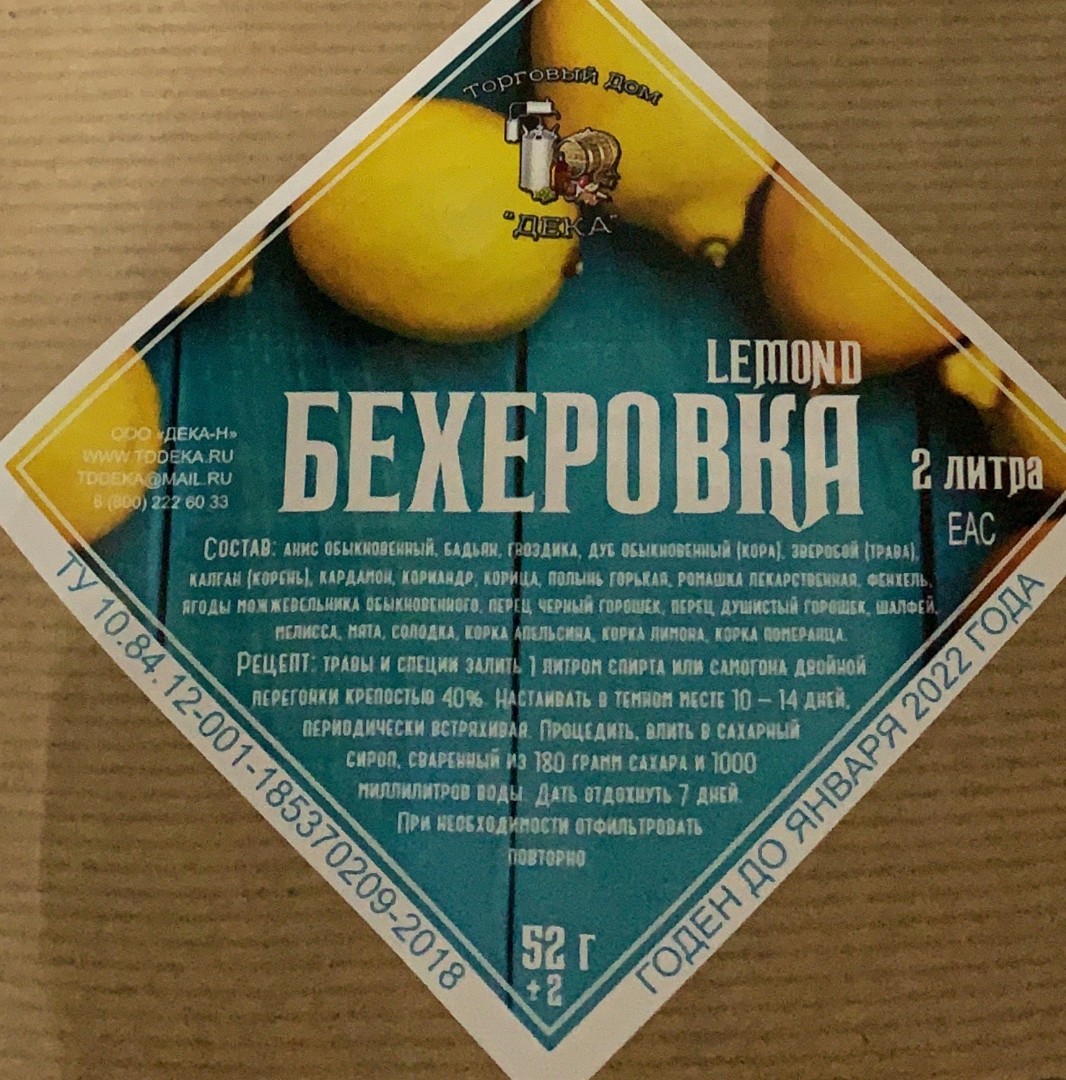 Торговый Дом
"ДЕКА"
LEMOND
БЕХЕРОВКА
2 литра
ЕАС
ООО «ДЕКА-Н»
WWW.TDDEKA.RU
TDDEKA@MAIL.RU
8 (800) 222 60 33
Состав: анис обыкновенный, бадьян, гвоздика, дуб обыкновенный (кора), зверобой (трава),
калган (корень), кардамон, кориандр, корица, полынь горькая, ромашка лекарственная, фенхель,
ягоды можжевельника обыкновенного, перец черный горошек, перец душистый горошек, шалфей,
мелисса, мята, солодка, корка апельсина, корка лимона, корка померанца.
Рецепт: травы и специи залить 1 литром спирта или самогона двойной
перегонки крепостью 40%. Настаивать в темном месте 10 – 14 дней,
периодически встряхивая. Процедить, влить в сахарный
сироп, сваренный из 180 грамм сахара и 1000
миллилитров воды. Дать отдохнуть 7 дней.
При необходимости отфильтровать
повторно
52 г
±2
ТУ 10.84.12-001-185370209-2018
ГОДЕН ДО ЯНВАРЯ 2022 ГОДА